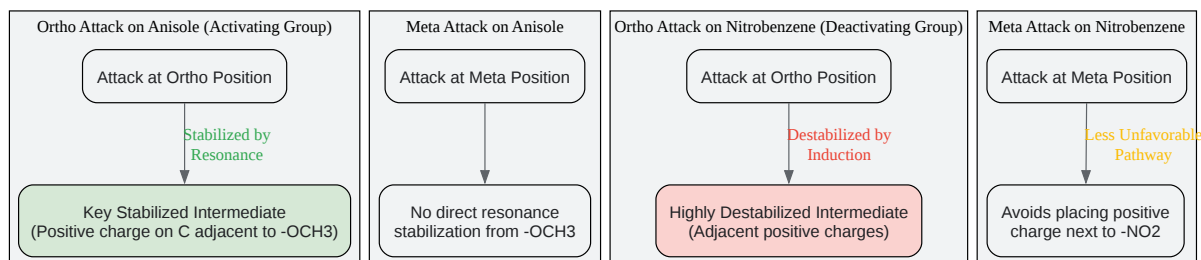 Ortho Attack on Anisole (Activating Group)
Attack at Ortho Position
Stabilized by
Resonance
Key Stabilized Intermediate
(Positive charge on C adjacent to -OCH3)
Meta Attack on Anisole
Attack at Meta Position
No direct resonance
stabilization from -OCH3
Ortho Attack on Nitrobenzene (Deactivating Group)
Attack at Ortho Position
Destabilized by
Induction
Highly Destabilized Intermediate
(Adjacent positive charges)
Meta Attack on Nitrobenzene
Attack at Meta Position
Less Unfavorable
Pathway
Avoids placing positive
charge next to -NO2